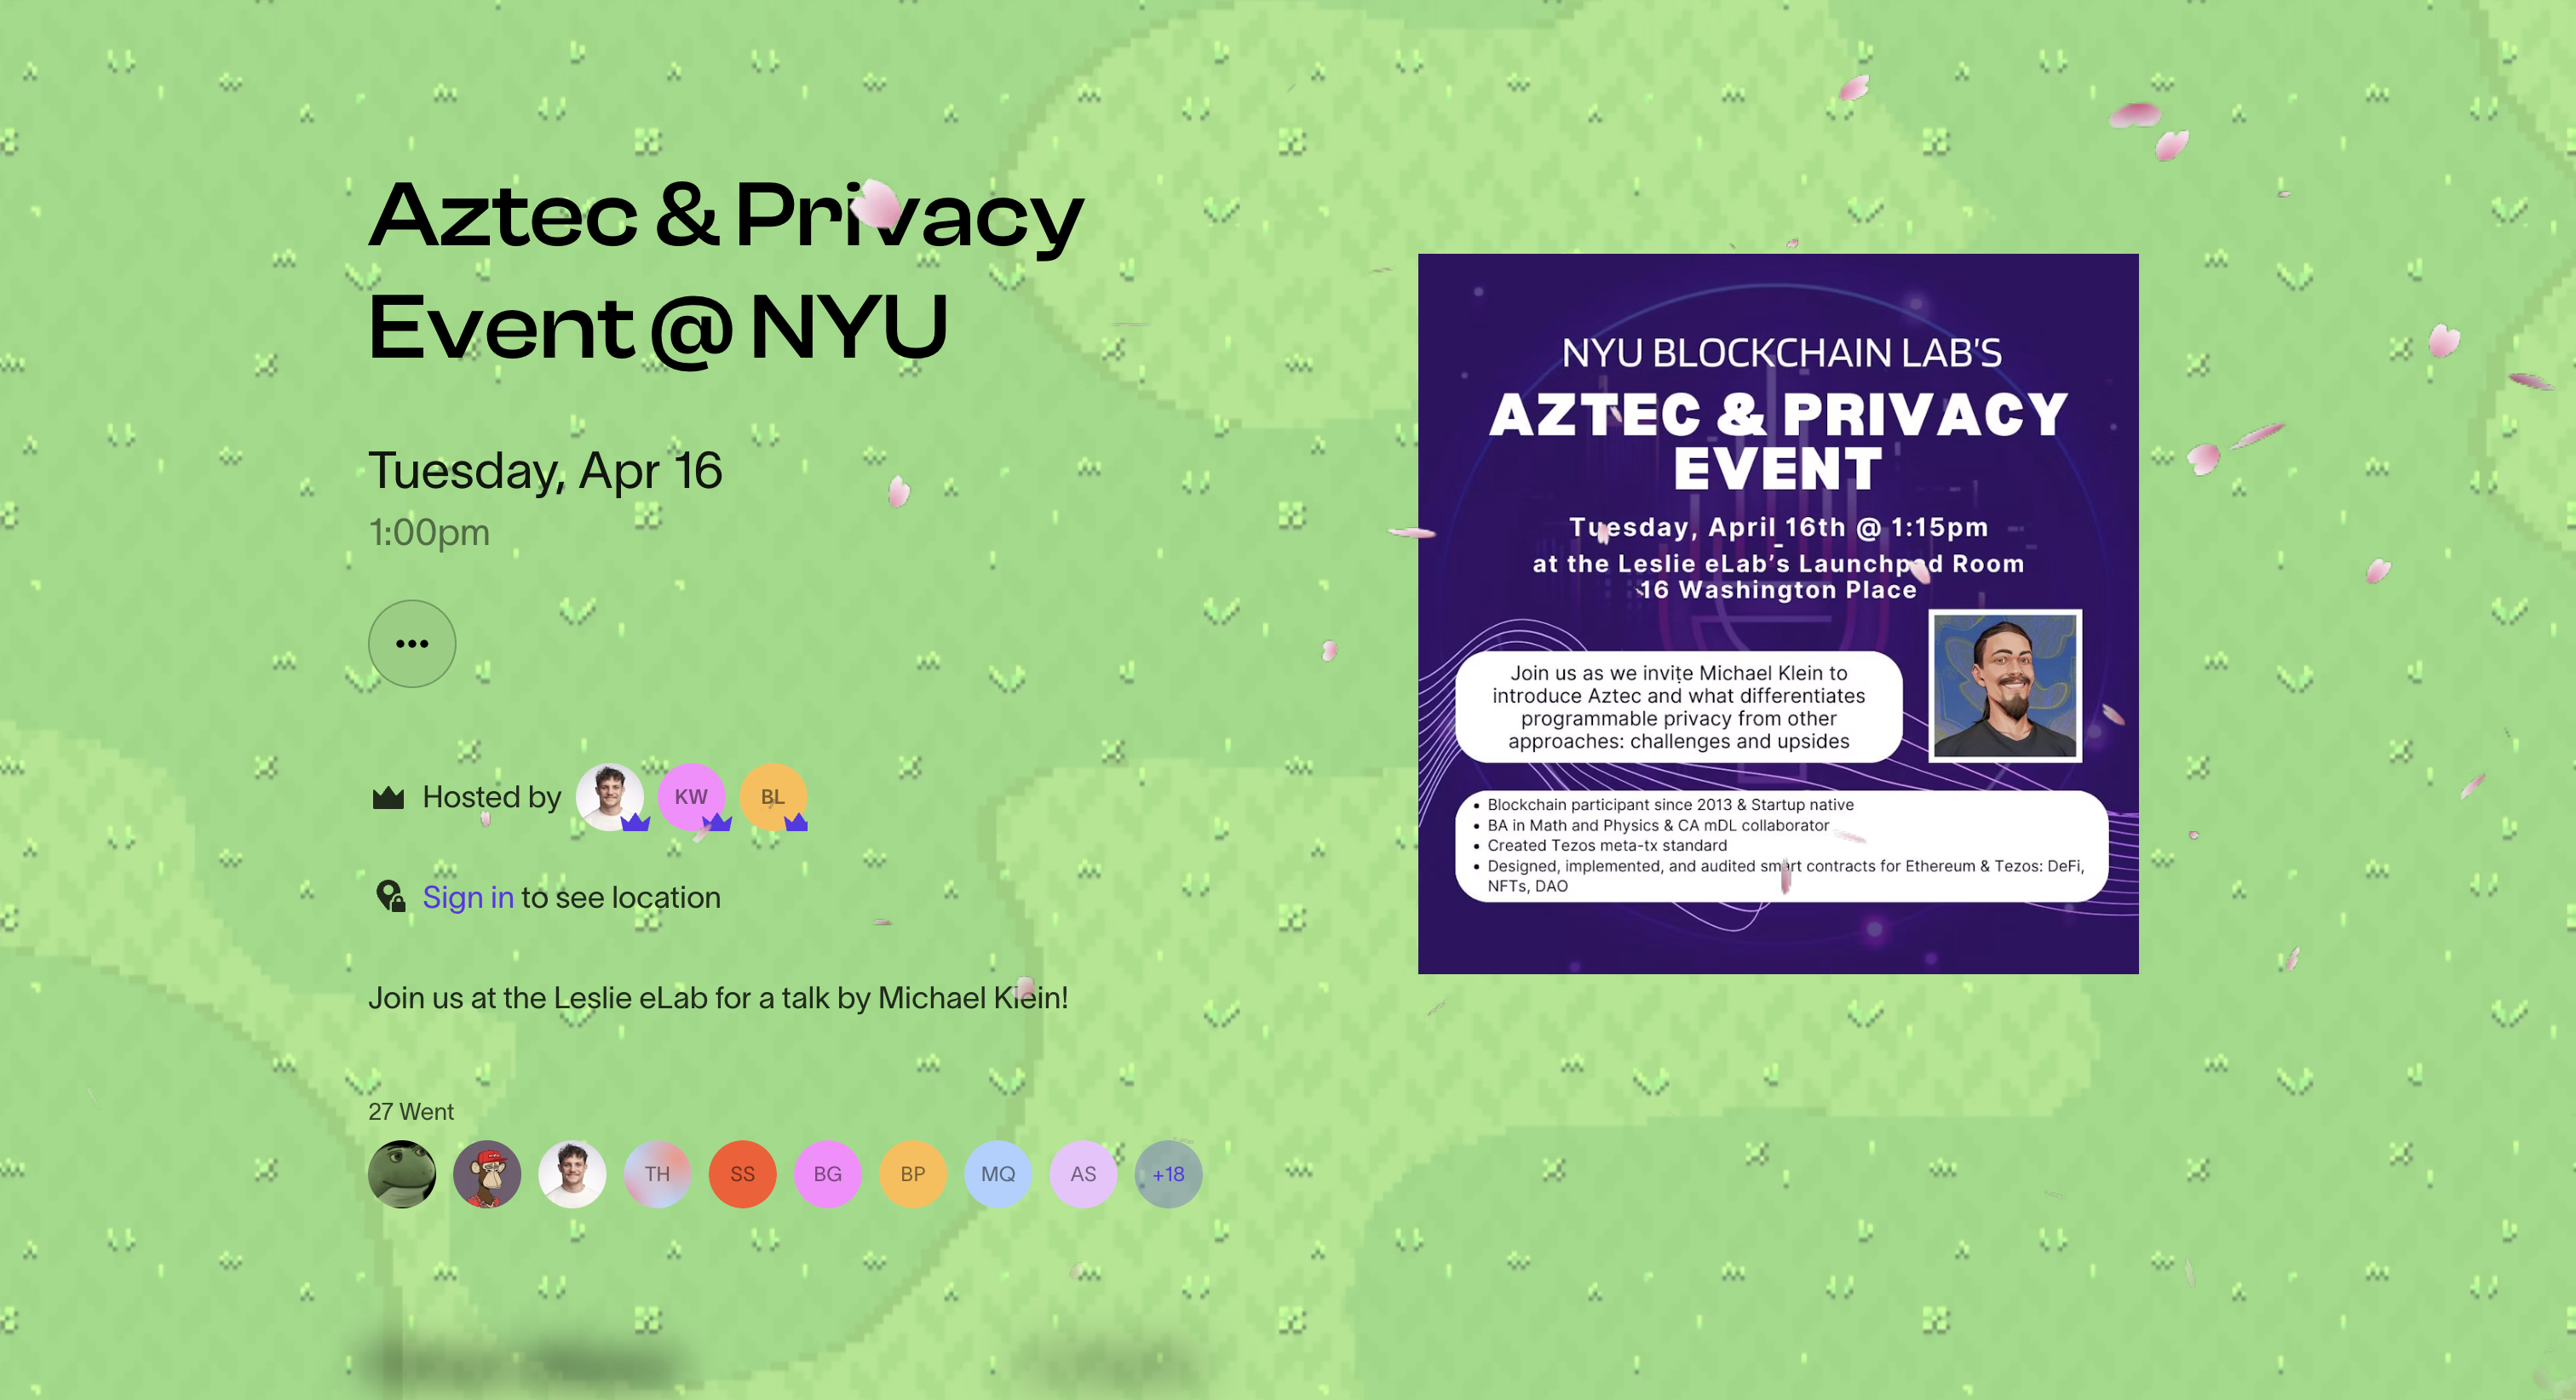 Aztec & Privacy
Event @ NYU
Tuesday, Apr 16
1:00pm
Hosted by
KW
BL
Sign in to see location
Join us at the Leslie eLab for a talk by Michael Klein!
27 Went
TH
SS
BG
BP
MQ
AS
+18
NYU BLOCKCHAIN LAB'S
AZTEC & PRIVACY
EVENT
Tuesday, April 16th @ 1:15pm
at the Leslie eLab's Launchpad Room
16 Washington Place
Join us as we invite Michael Klein to
introduce Aztec and what differentiates
programmable privacy from other
approaches: challenges and upsides
• Blockchain participant since 2013 & Startup native
• BA in Math and Physics & CA mDL collaborator
• Created Tezos meta-tx standard
• Designed, implemented, and audited smart contracts for Ethereum & Tezos: DeFi,
NFTs, DAO